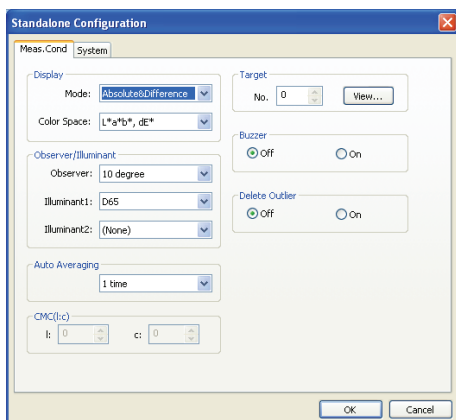 Standalone Configuration
Meas.Cond System
Display
Mode: Absolute&Difference
Color Space: L*a*b*, dE*
Observer/Illuminant
Observer: 10 degree
Illuminant1: D65
Illuminant2: (None)
Auto Averaging
1 time
CMC(l:c)
l: 0 c: 0
Target
No. 0 View...
Buzzer
Off On
Delete Outlier
Off On
OK Cancel